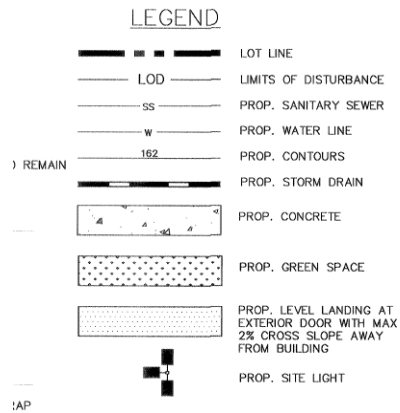 LEGEND
LOT LINE
LOD
LIMITS OF DISTURBANCE
SS
PROP. SANITARY SEWER
W
PROP. WATER LINE
162
PROP. CONTOURS
) REMAIN
PROP. STORM DRAIN
PROP. CONCRETE
PROP. GREEN SPACE
PROP. LEVEL LANDING AT
EXTERIOR DOOR WITH MAX
2% CROSS SLOPE AWAY
FROM BUILDING
PROP. SITE LIGHT
RAP